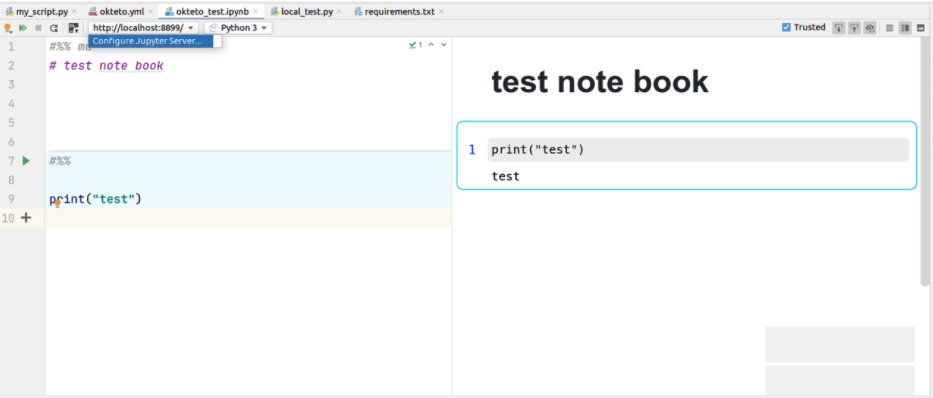 my_script.py okteto.yml okteto_test.ipynb local_test.py requirements.txt
http://localhost:8899/ Python 3 Trusted
Configure Jupyter Server...
1 #%% md 1
2 # test note book
3
4
5
6
7 #%%
8
9 print("test")
10
test note book
1 print("test")
test